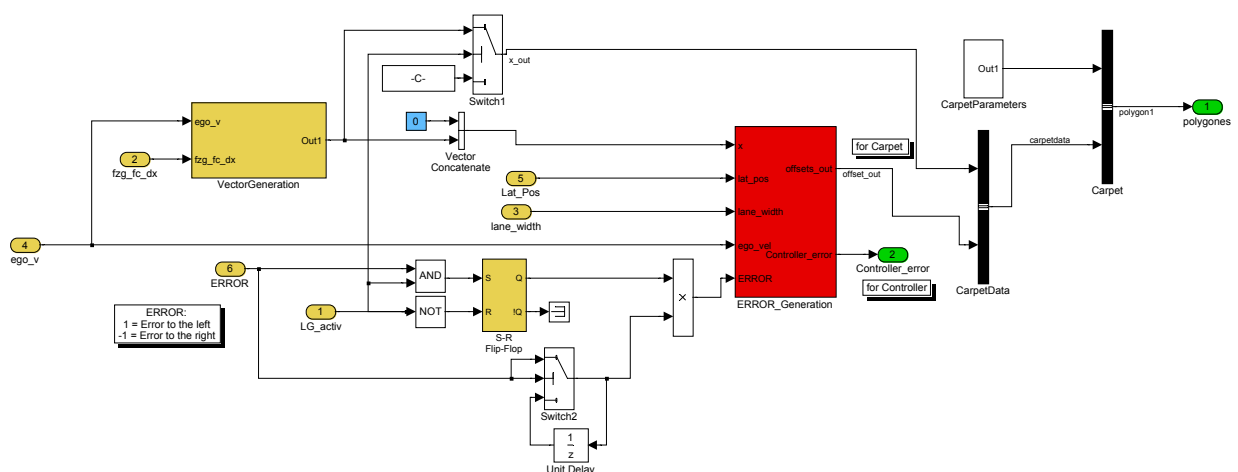 x_out
-C-
Switch1
Out1
CarpetParameters
polygon1
1
polygones
ego_v
Out1
fzg_fc_dx
VectorGeneration
2
fzg_fc_dx
0
Vector
Concatenate
for Carpet
carpetdata
Carpet
x
5
Lat_Pos
lat_pos
offsets_out
offset_out
3
lane_width
lane_width
4
ego_v
ego_vel
Controller_error
2
Controller_error
for Controller
CarpetData
6
ERROR
AND
S
Q
ERROR
ERROR_Generation
1
LG_activ
NOT
R
!Q
S-R
Flip-Flop
×
ERROR:
1 = Error to the left
-1 = Error to the right
Switch2
1
z
Unit Delay